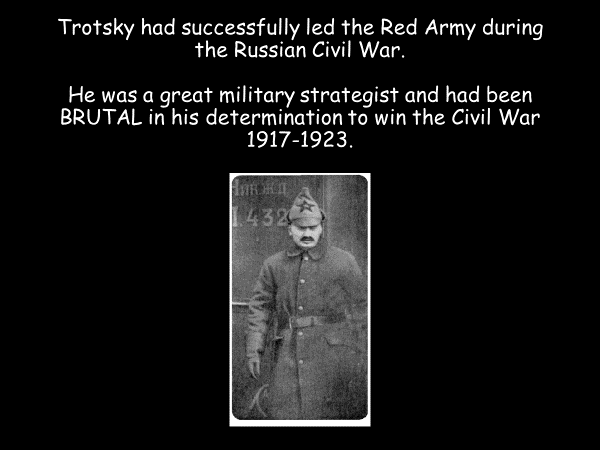 Trotsky had successfully led the Red Army during
the Russian Civil War.
He was a great military strategist and had been
BRUTAL in his determination to win the Civil War
1917-1923.
432